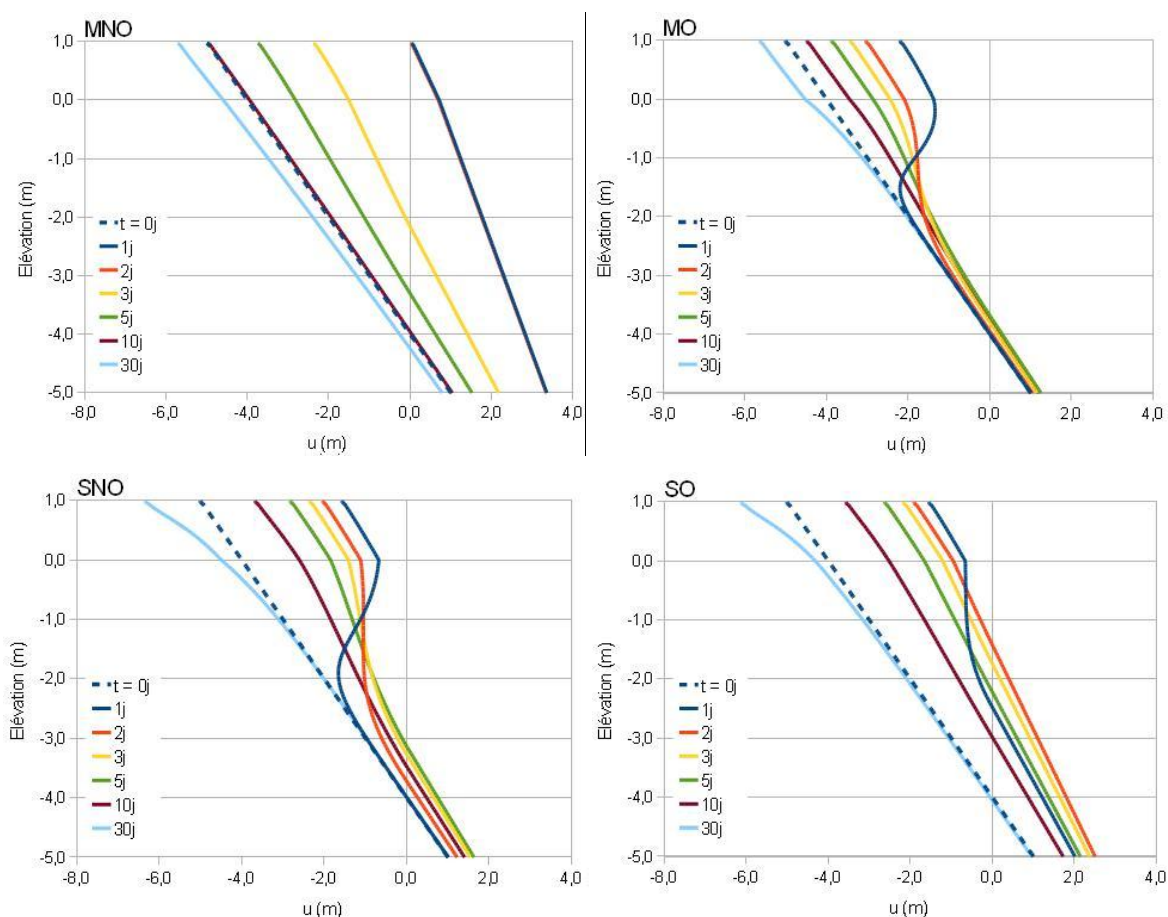 MNO
1,0
0,0
-1,0
-2,0
-3,0
-4,0
-5,0
Elévation (m)
t = 0j
1j
2j
3j
5j
10j
30j
-8,0 -6,0 -4,0 -2,0 0,0 2,0 4,0
u (m)
MO
1,0
0,0
-1,0
-2,0
-3,0
-4,0
-5,0
Elévation (m)
t = 0j
1j
2j
3j
5j
10j
30j
-8,0 -6,0 -4,0 -2,0 0,0 2,0 4,0
u (m)
SNO
1,0
0,0
-1,0
-2,0
-3,0
-4,0
-5,0
Elévation (m)
t = 0j
1j
2j
3j
5j
10j
30j
-8,0 -6,0 -4,0 -2,0 0,0 2,0 4,0
u (m)
SO
1,0
0,0
-1,0
-2,0
-3,0
-4,0
-5,0
Elévation (m)
t = 0j
1j
2j
3j
5j
10j
30j
-8,0 -6,0 -4,0 -2,0 0,0 2,0 4,0
u (m)